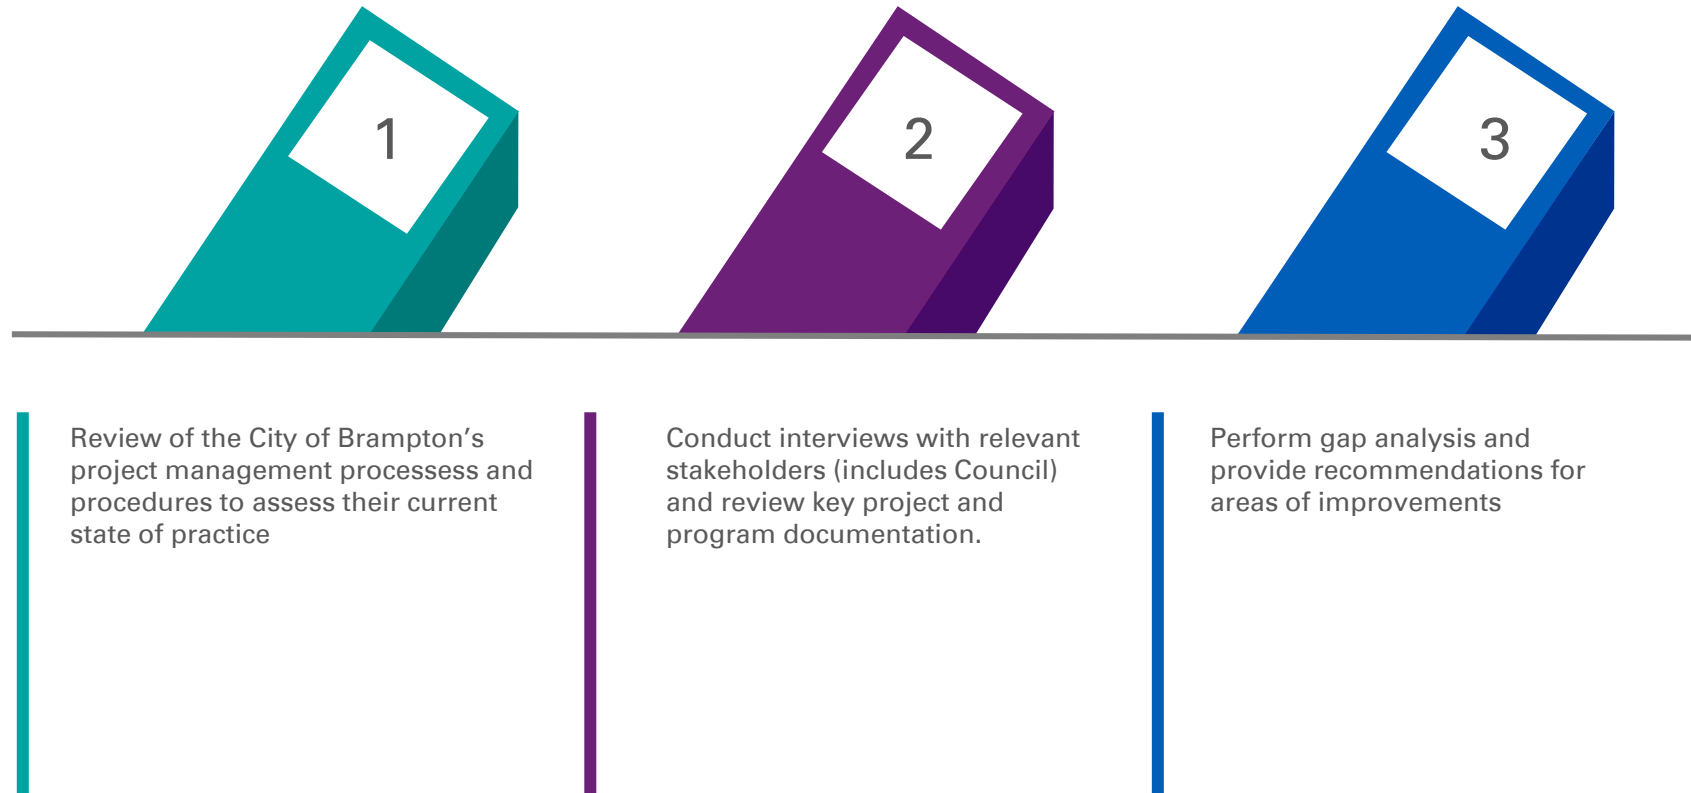 1
2
3
Review of the City of Brampton’s
project management processess and
procedures to assess their current
state of practice
Conduct interviews with relevant
stakeholders (includes Council)
and review key project and
program documentation.
Perform gap analysis and
provide recommendations for
areas of improvements